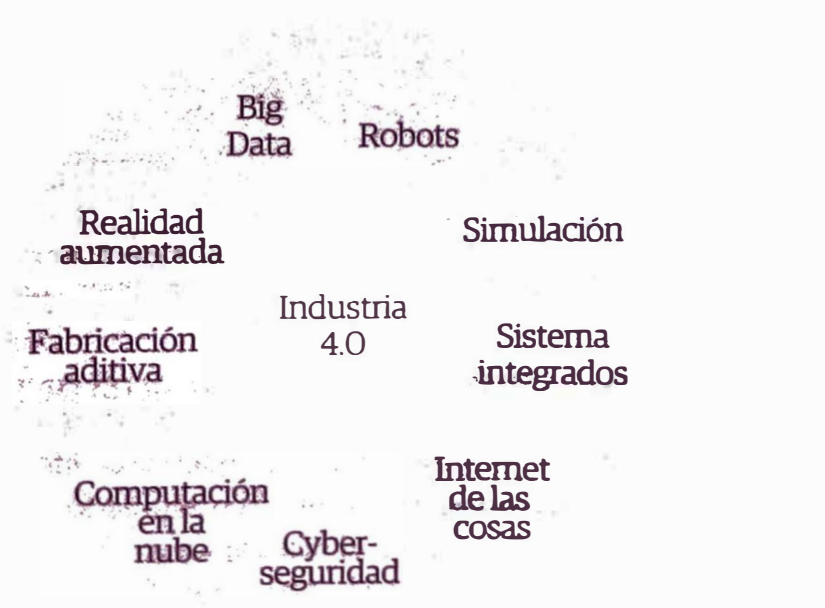 Big
Data
Robots
Realidad
aumentada
Simulación
Industria
4.0
Fabricación
aditiva
Sistema
integrados
Internet
de las
cosas
Computación
en la
nube
Cyber-
seguridad